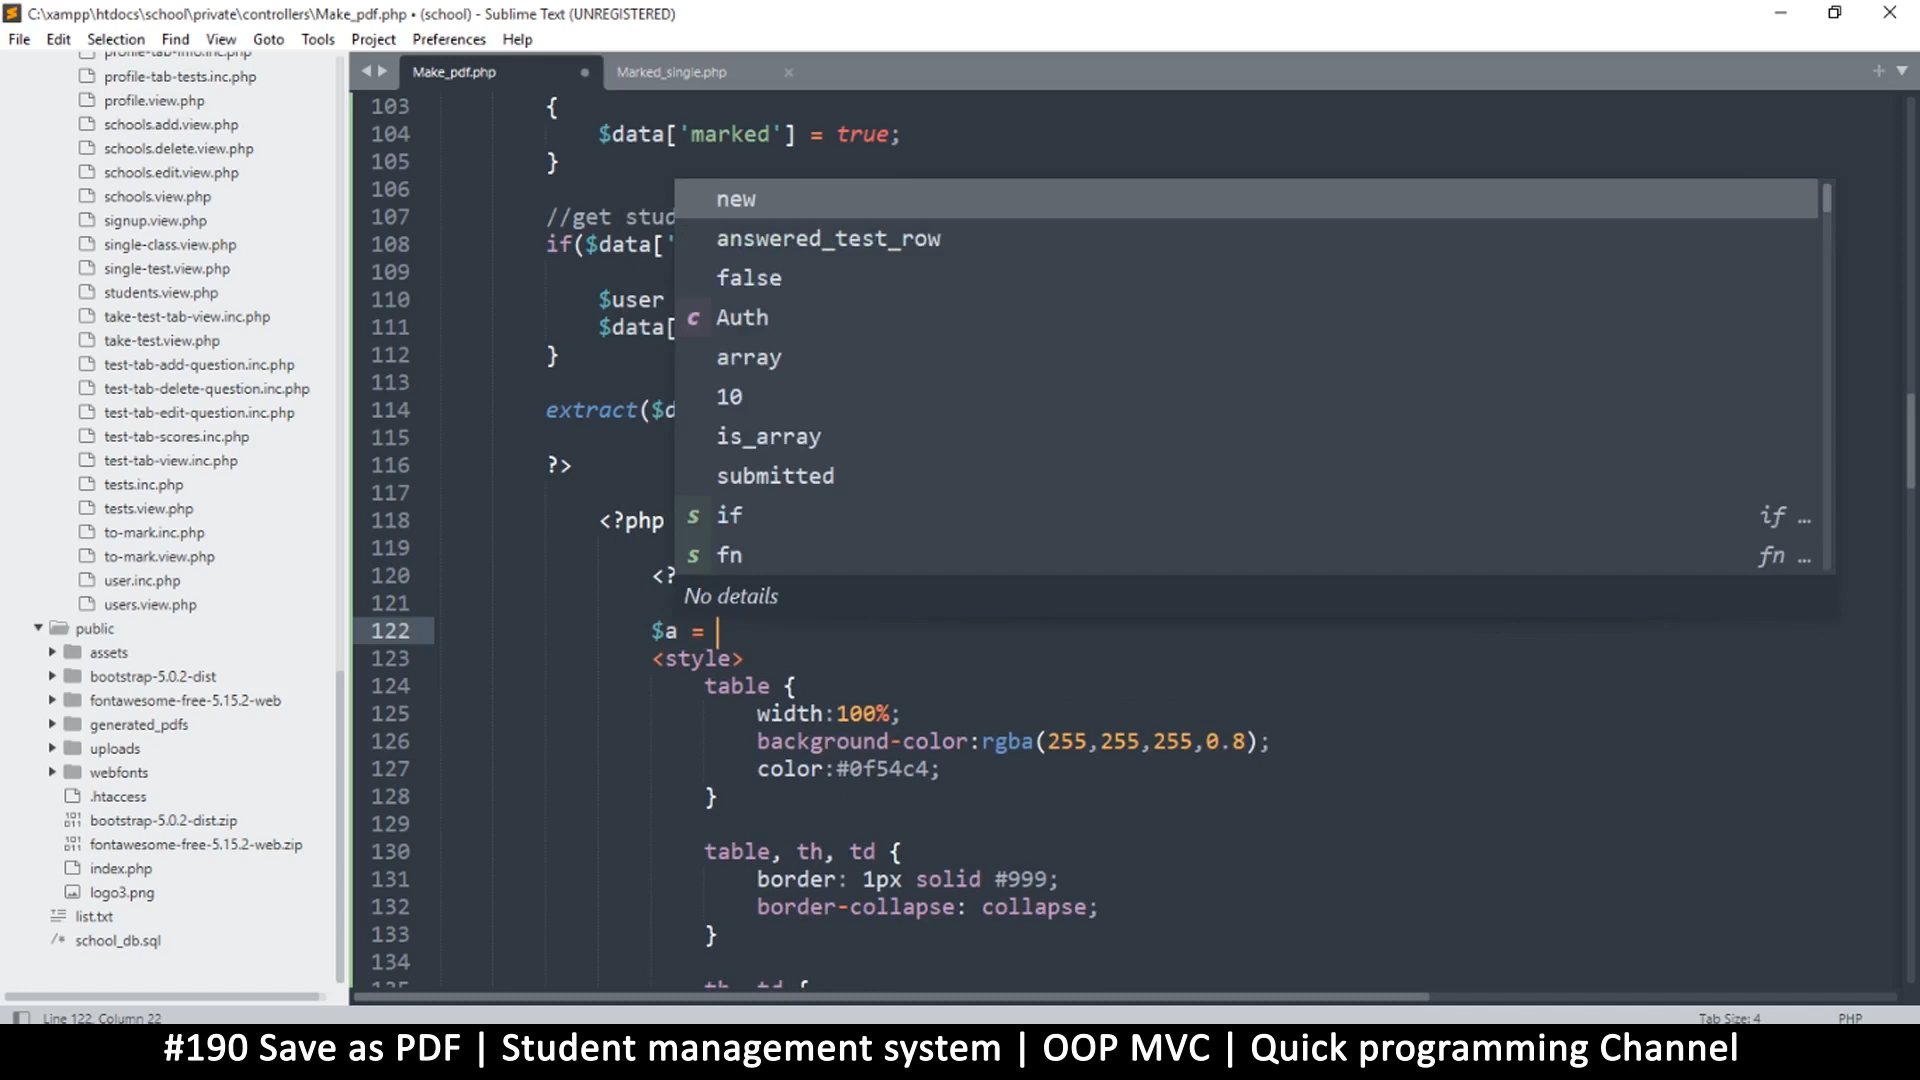 C:\xampp\htdocs\school\private\controllers\Make_pdf.php • (school) - Sublime Text (UNREGISTERED)
File Edit Selection Find View Goto Tools Project Preferences Help
profile-tab-info.inc.php
profile-tab-tests.inc.php
profile.view.php
schools.add.view.php
schools.delete.view.php
schools.edit.view.php
schools.view.php
signup.view.php
single-class.view.php
single-test.view.php
students.view.php
take-test-tab-view.inc.php
take-test.view.php
test-tab-add-question.inc.php
test-tab-delete-question.inc.php
test-tab-edit-question.inc.php
test-tab-scores.inc.php
test-tab-view.inc.php
tests.inc.php
tests.view.php
to-mark.inc.php
to-mark.view.php
user.inc.php
users.view.php
public
assets
bootstrap-5.0.2-dist
fontawesome-free-5.15.2-web
generated_pdfs
uploads
webfonts
.htaccess
bootstrap-5.0.2-dist.zip
fontawesome-free-5.15.2-web.zip
index.php
logo3.png
list.txt
school_db.sql
Make_pdf.php Marked_single.php
103 {
104 $data['marked'] = true;
105 }
106
107 //get stud
108 if($data['
109
110 $user
111 $data[
112 }
113
114 extract($d
115
116 ?>
117
118 <?php
119
120 <?
121
122 $a =
123 <style>
124 table {
125 width:100%;
126 background-color:rgba(255,255,255,0.8);
127 color:#0f54c4;
128 }
129
130 table, th, td {
131 border: 1px solid #999;
132 border-collapse: collapse;
133 }
134
135 th, td {
new
answered_test_row
false
c Auth
array
10
is_array
submitted
s if if …
s fn fn …
No details
Line 122, Column 22 Tab Size: 4 PHP
#190 Save as PDF | Student management system | OOP MVC | Quick programming Channel